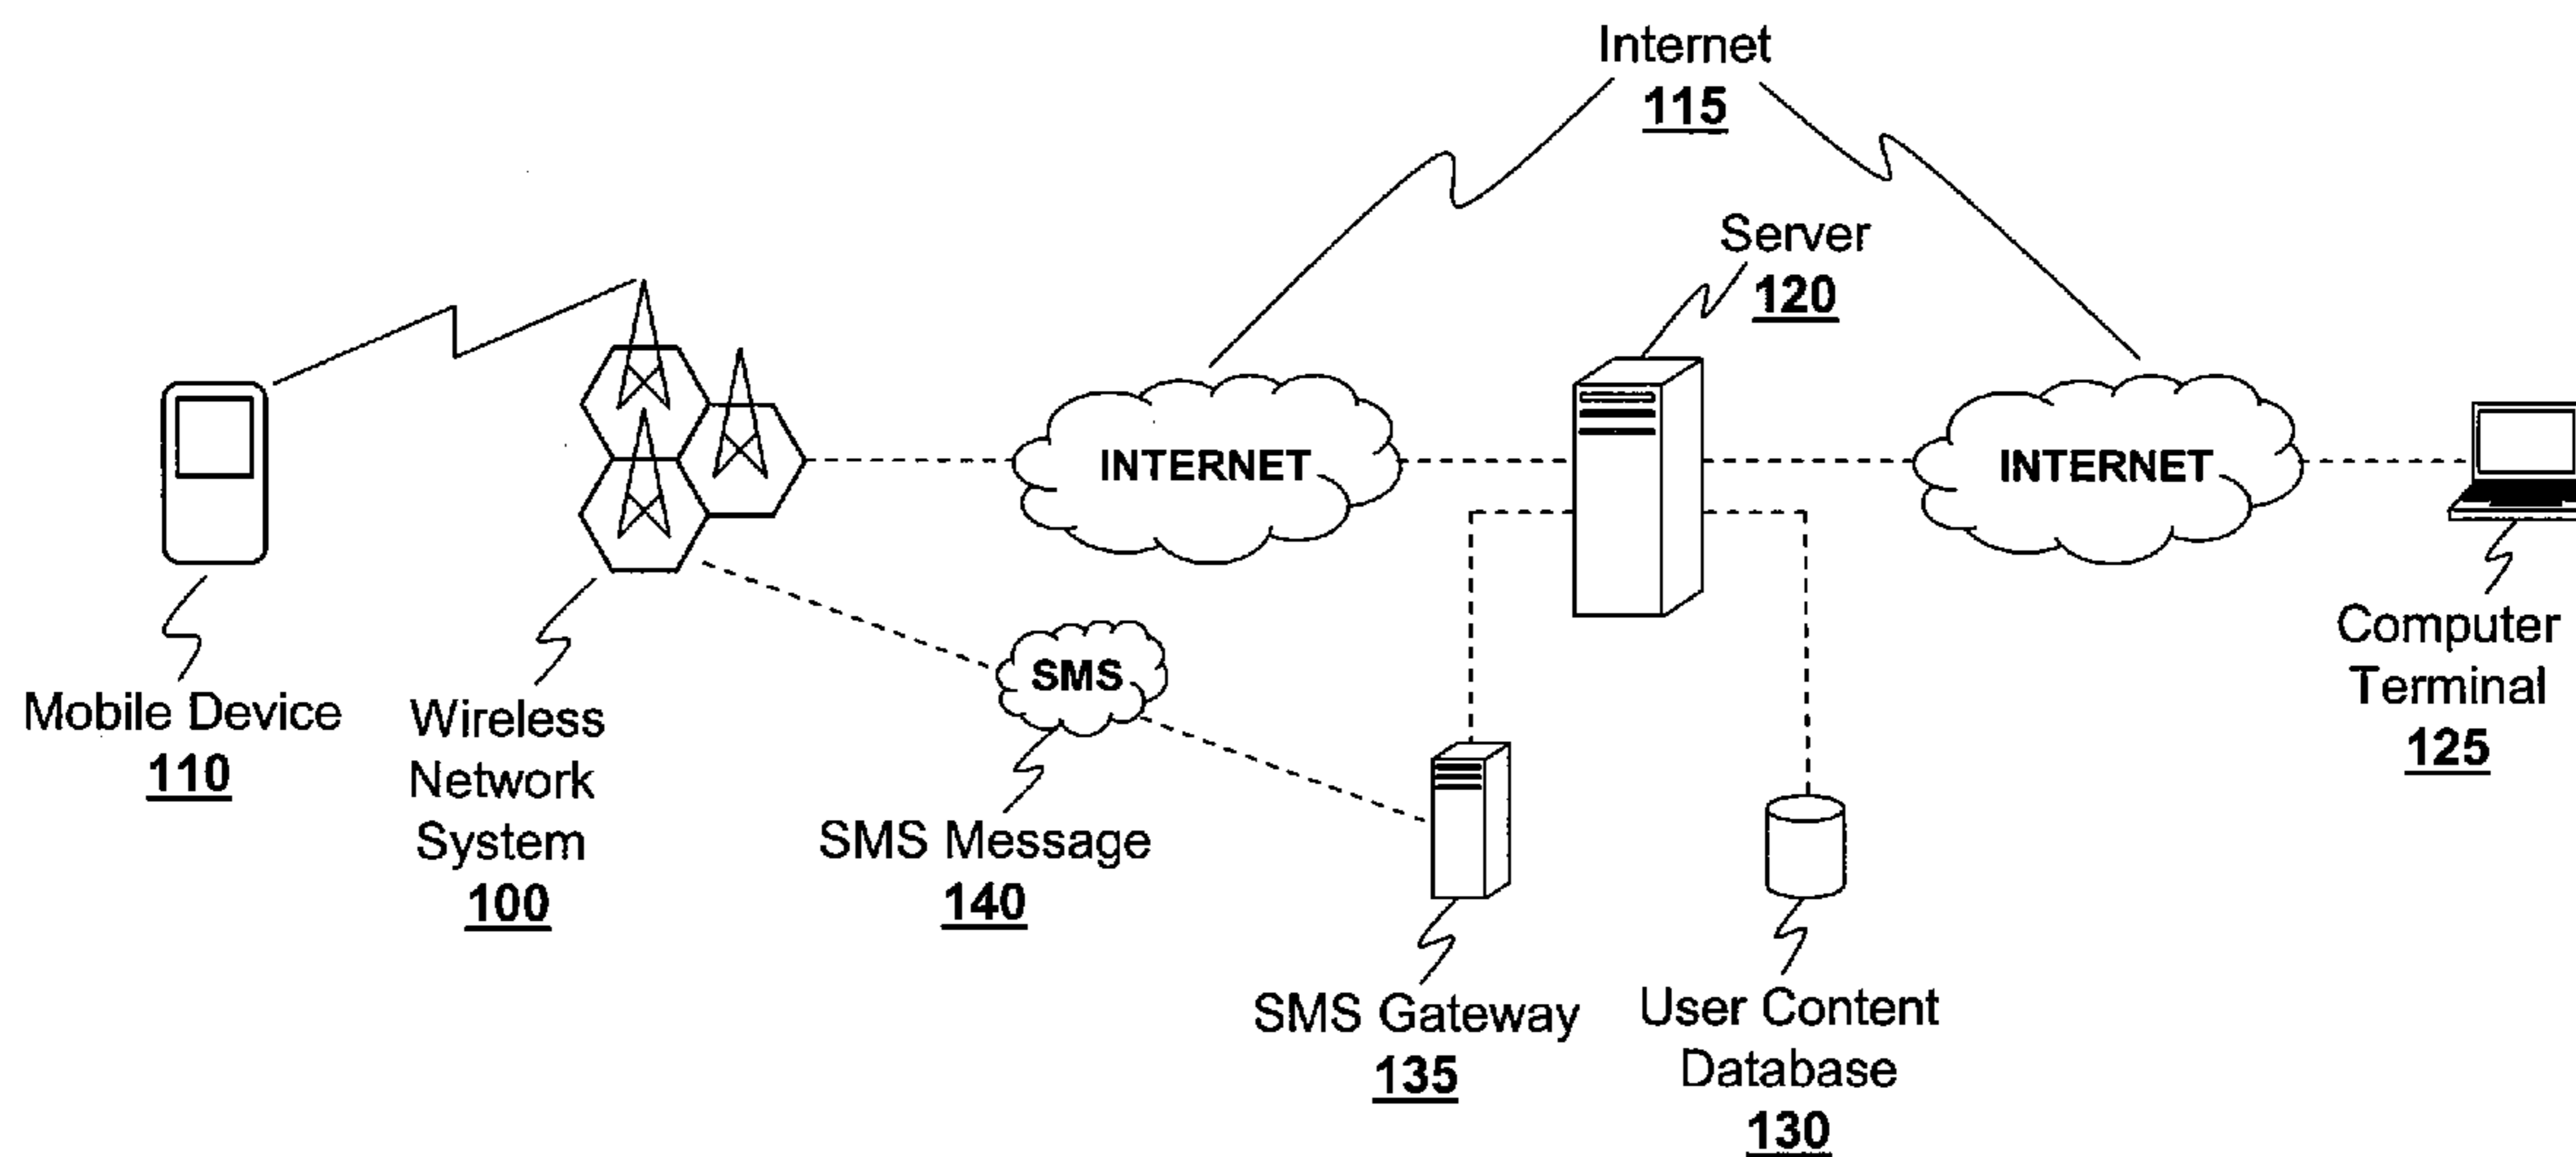 Internet
115
Server
120
INTERNET
INTERNET
SMS
Computer
Terminal
125
Mobile Device
110
Wireless
Network
System
100
SMS Message
140
SMS Gateway
135
User Content
Database
130